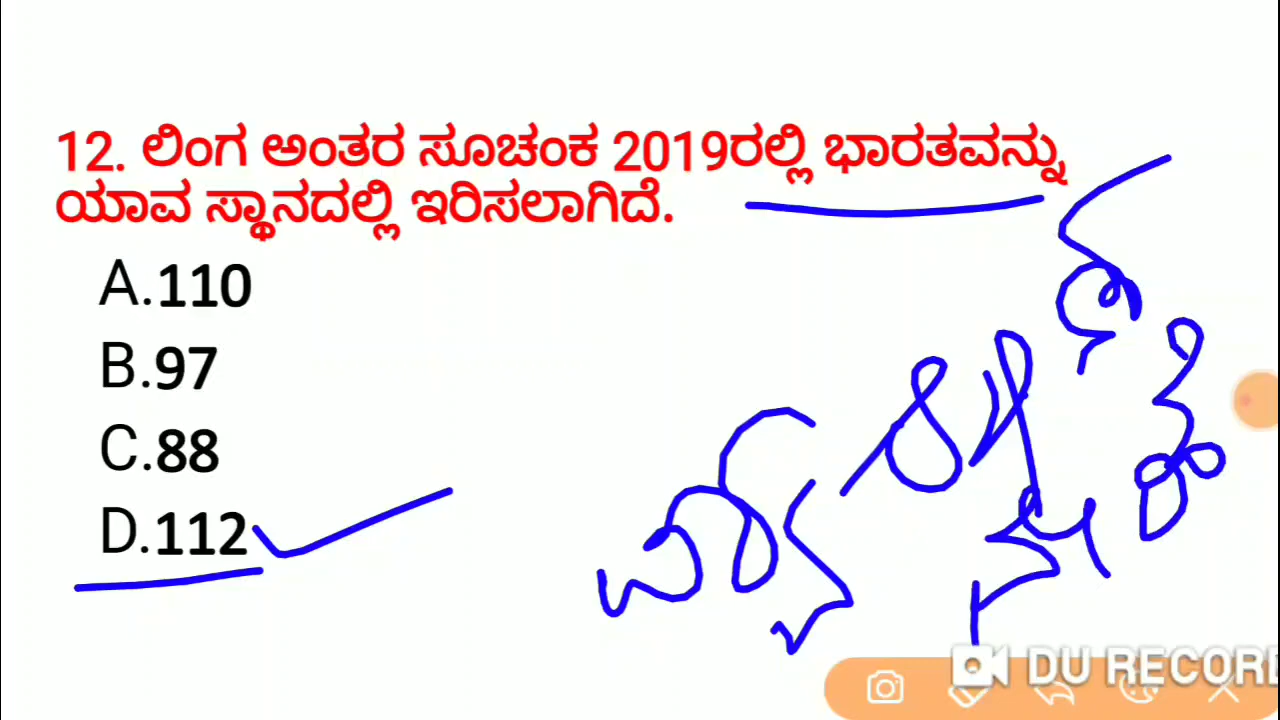 12. ಲಿಂಗ ಅಂತರ ಸೂಚಂಕ 2019ರಲ್ಲಿ ಭಾರತವನ್ನು
ಯಾವ ಸ್ಥಾನದಲ್ಲಿ ಇರಿಸಲಾಗಿದೆ.
A.110
B.97
C.88
D.112
DU RECORD